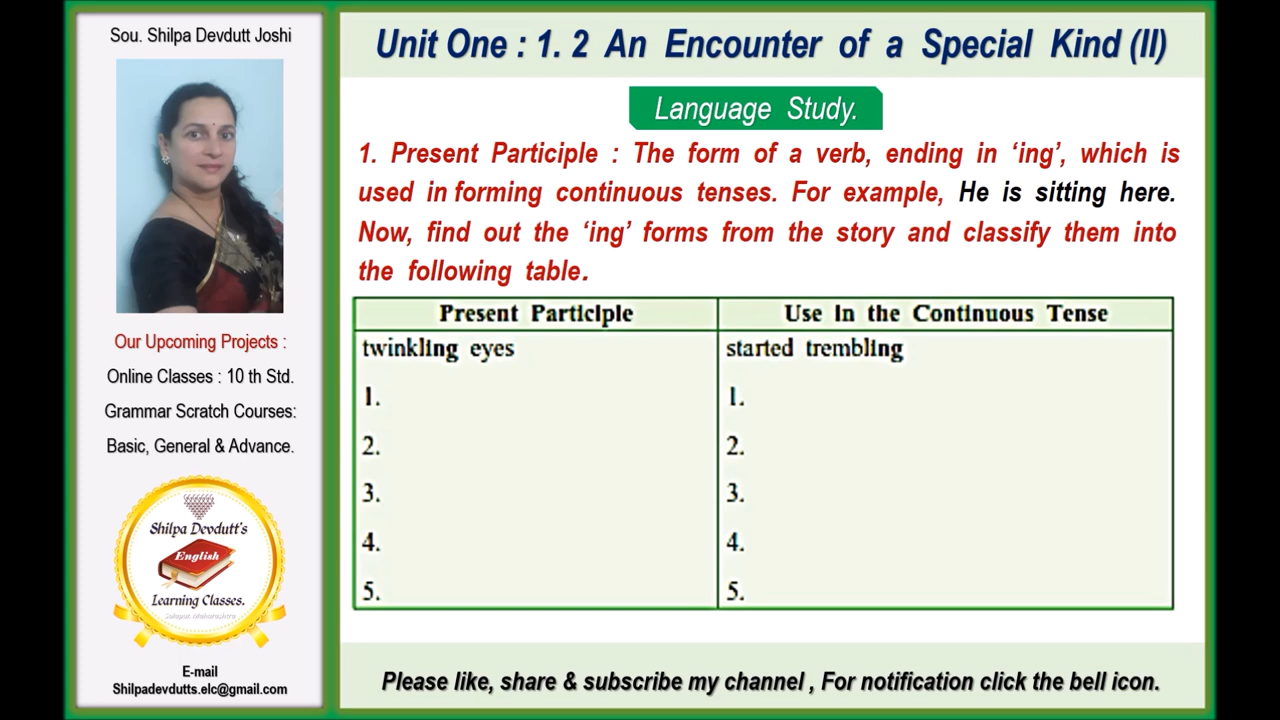 Sou. Shilpa Devdutt Joshi
Our Upcoming Projects :
Online Classes : 10 th Std.
Grammar Scratch Courses:
Basic, General & Advance.
Shilpa Devdutt's
English
Learning Classes.
Solapur, Maharashtra
E-mail
Shilpadevdutts.elc@gmail.com
Unit One : 1. 2 An Encounter of a Special Kind (II)
Language Study.
1. Present Participle : The form of a verb, ending in ‘ing’, which is
used in forming continuous tenses. For example, He is sitting here.
Now, find out the ‘ing’ forms from the story and classify them into
the following table.
Present Participle
Use in the Continuous Tense
twinkling eyes
started trembling
1.
1.
2.
2.
3.
3.
4.
4.
5.
5.
Please like, share & subscribe my channel , For notification click the bell icon.